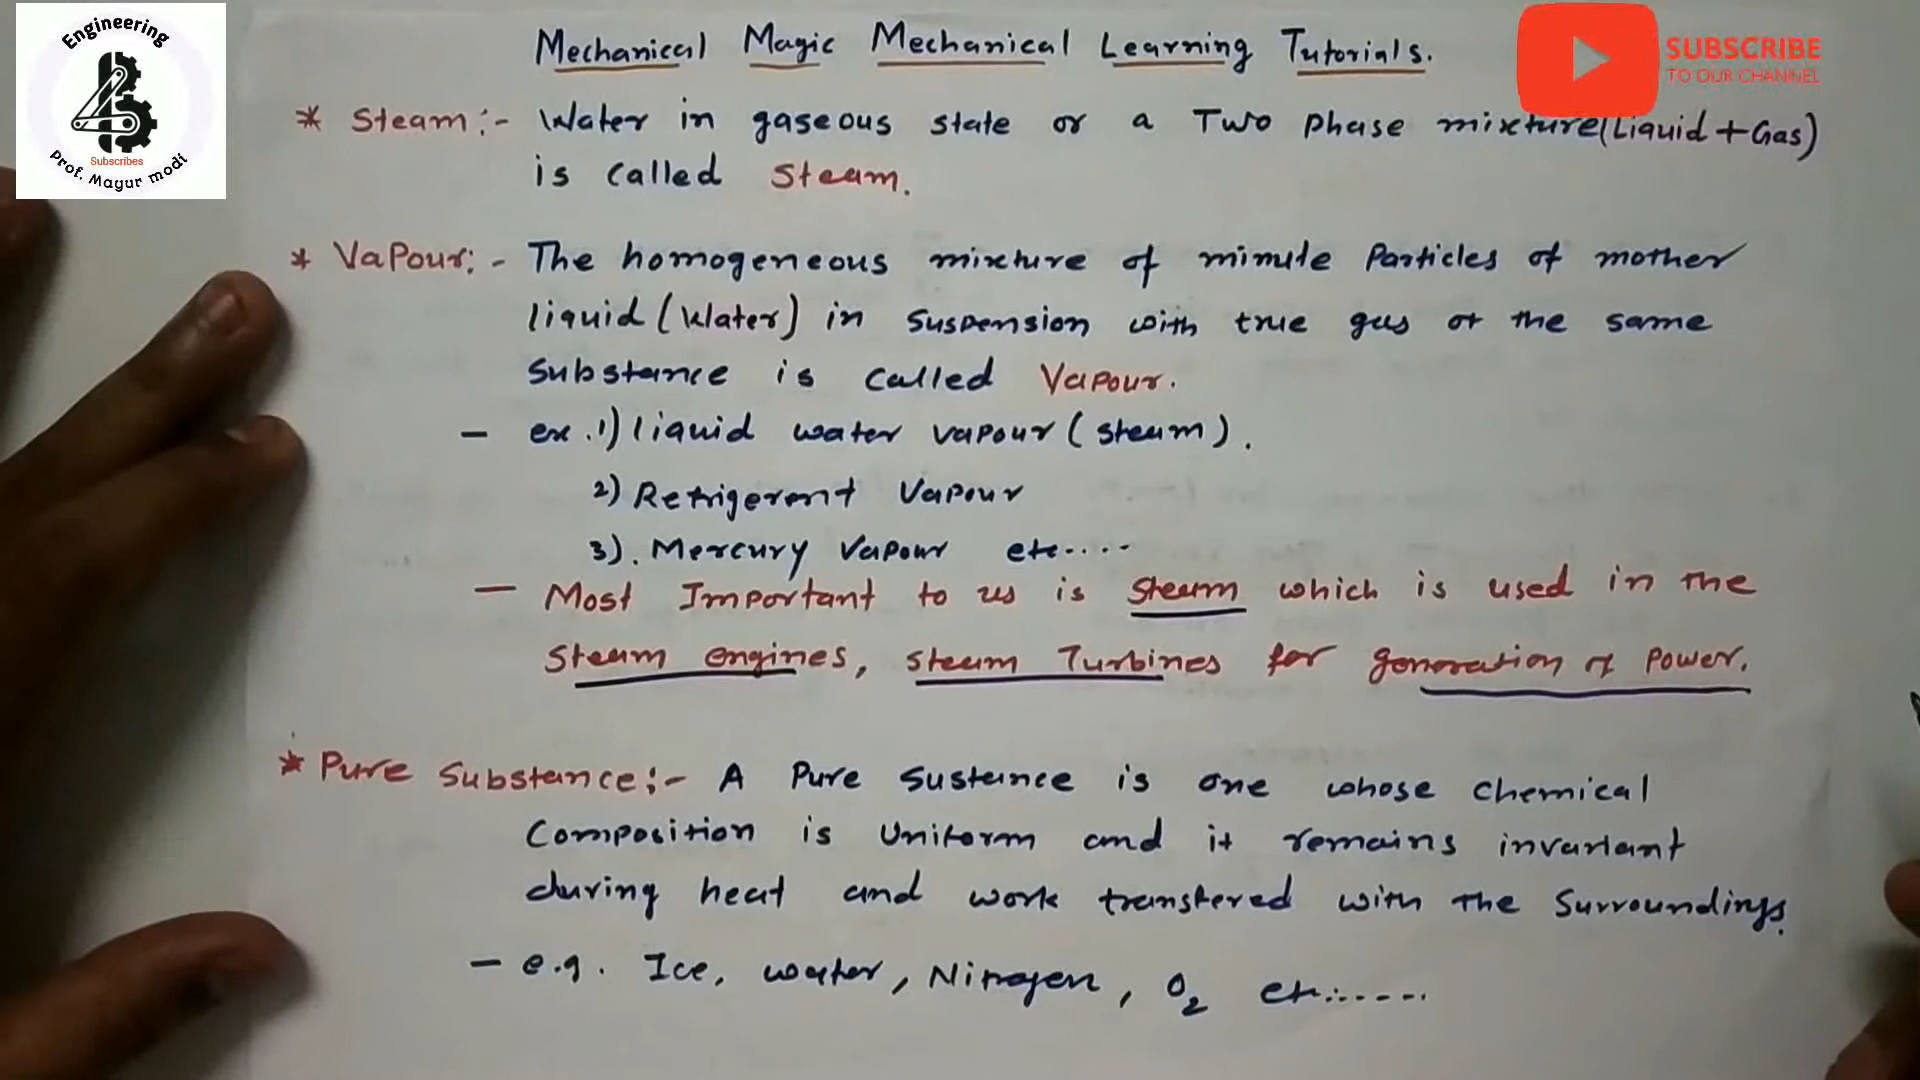 Engineering
Subscribes
Prof. Mayur modi
SUBSCRIBE
TO OUR CHANNEL
Mechanical Magic Mechanical Learning Tutorials.
* Steam:- Water in gaseous state or a Two phase mixture(Liquid+Gas)
is called Steam.
* Vapour:- The homogeneous mixture of minute Particles of mother
liquid (Water) in suspension with true gas of the same
Substance is called Vapour.
- ex. 1) liquid water vapour (steam).
2) Refrigerent Vapour
3). Mercury Vapour etc....
- Most Important to us is steam which is used in the
Steam engines, steam Turbines for generation of power.
* Pure Substance:- A Pure Sustance is one whose chemical
Composition is Uniform and it remains invariant
during heat and work transfered with the Surroundings.
- e.g. Ice, water, Nitrogen, O2 etc......